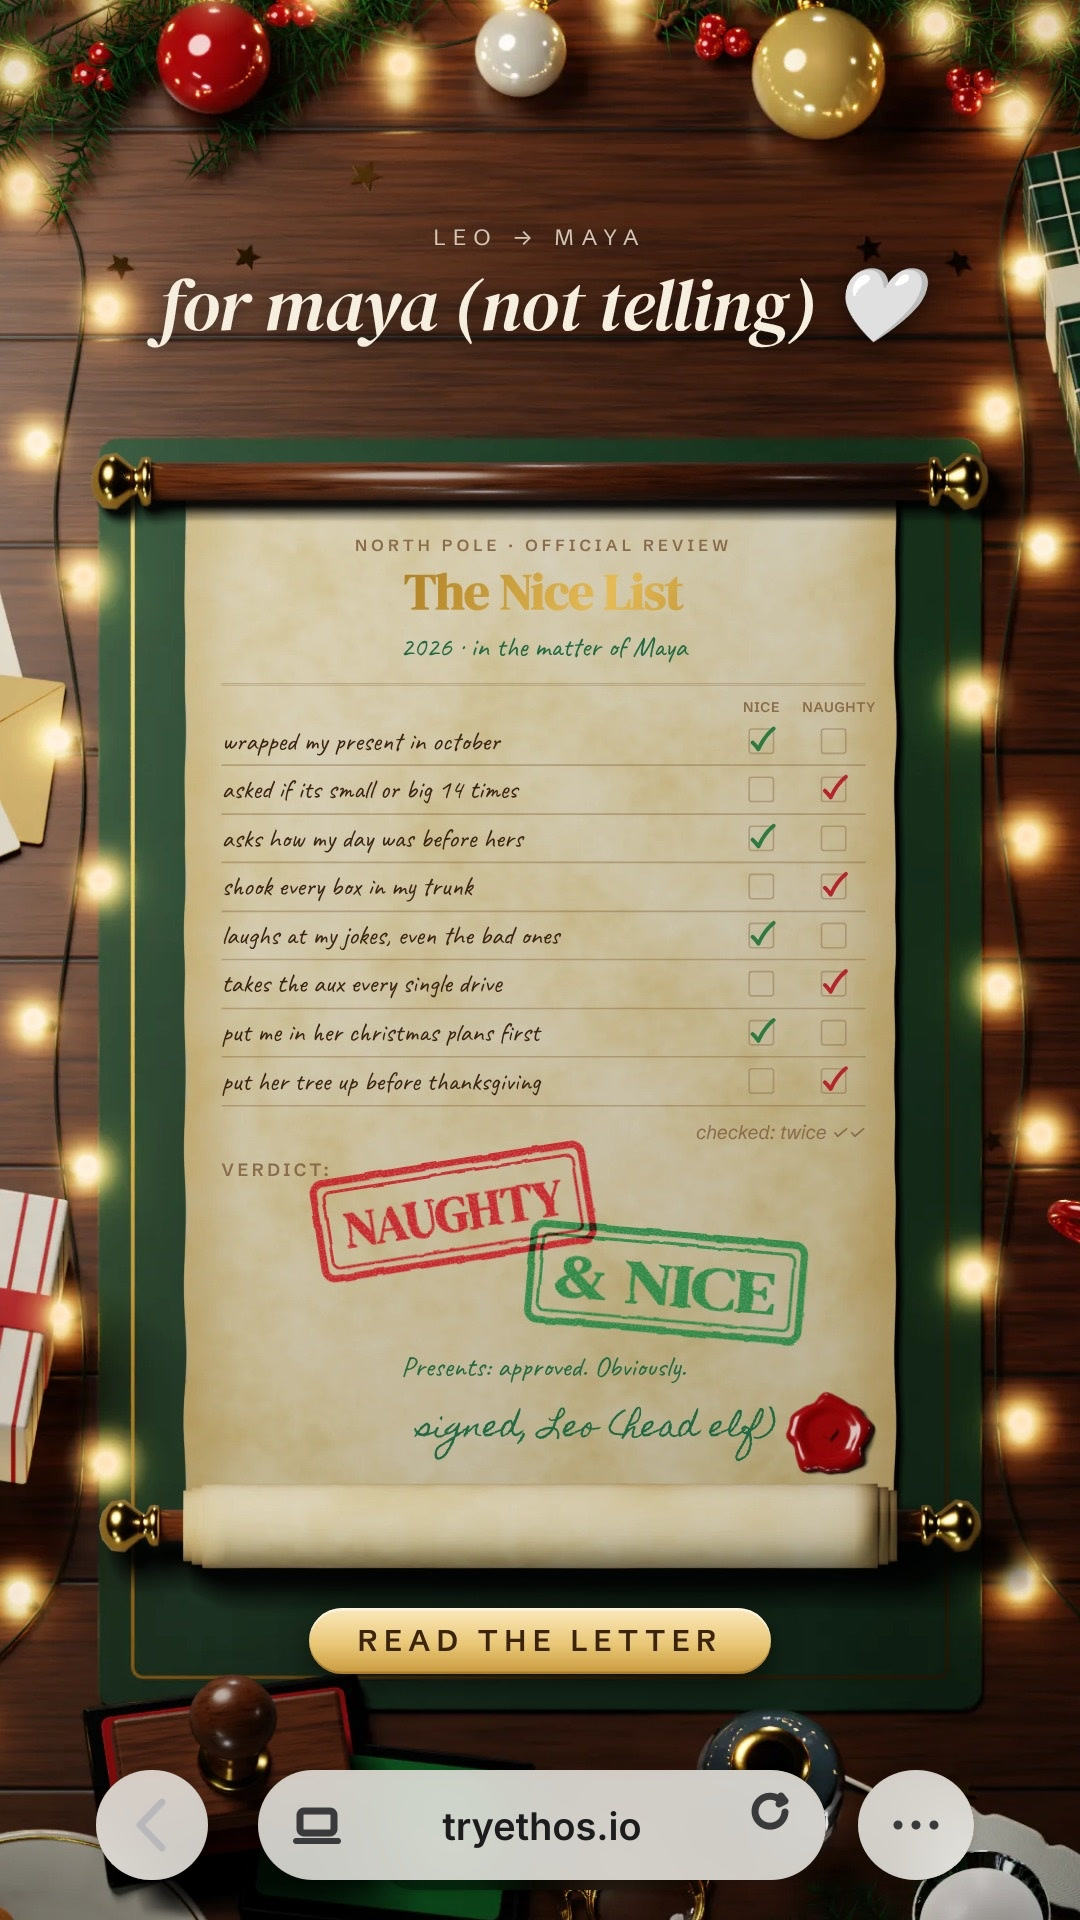 LEO → MAYA
for maya (not telling) 🤍
NORTH POLE · OFFICIAL REVIEW
The Nice List
2026 · in the matter of Maya
NICE NAUGHTY
wrapped my present in october
asked if its small or big 14 times
asks how my day was before hers
shook every box in my trunk
laughs at my jokes, even the bad ones
takes the aux every single drive
put me in her christmas plans first
put her tree up before thanksgiving
checked: twice ✓✓
VERDICT:
NAUGHTY
& NICE
Presents: approved. Obviously.
signed, Leo (head elf)
READ THE LETTER
tryethos.io